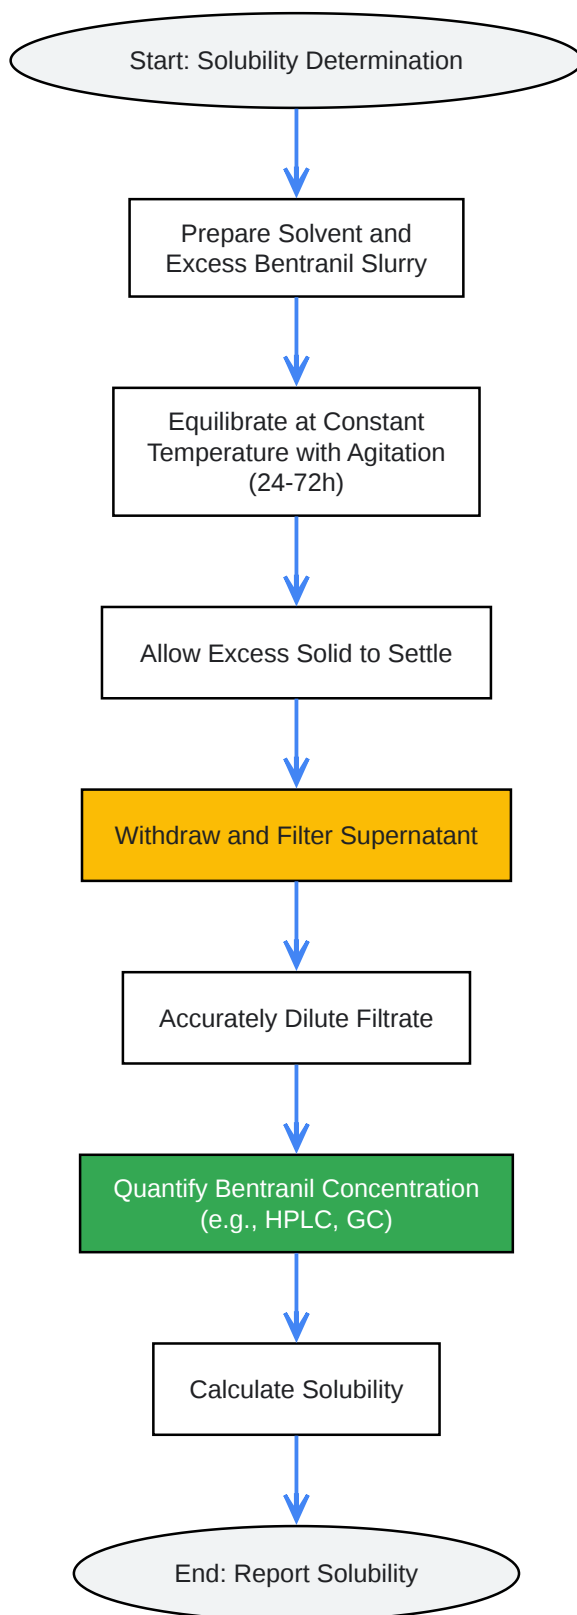 Start: Solubility Determination
Prepare Solvent and
Excess Bentranil Slurry
Equilibrate at Constant
Temperature with Agitation
(24-72h)
Allow Excess Solid to Settle
Withdraw and Filter Supernatant
Accurately Dilute Filtrate
Quantify Bentranil Concentration
(e.g., HPLC, GC)
Calculate Solubility
End: Report Solubility